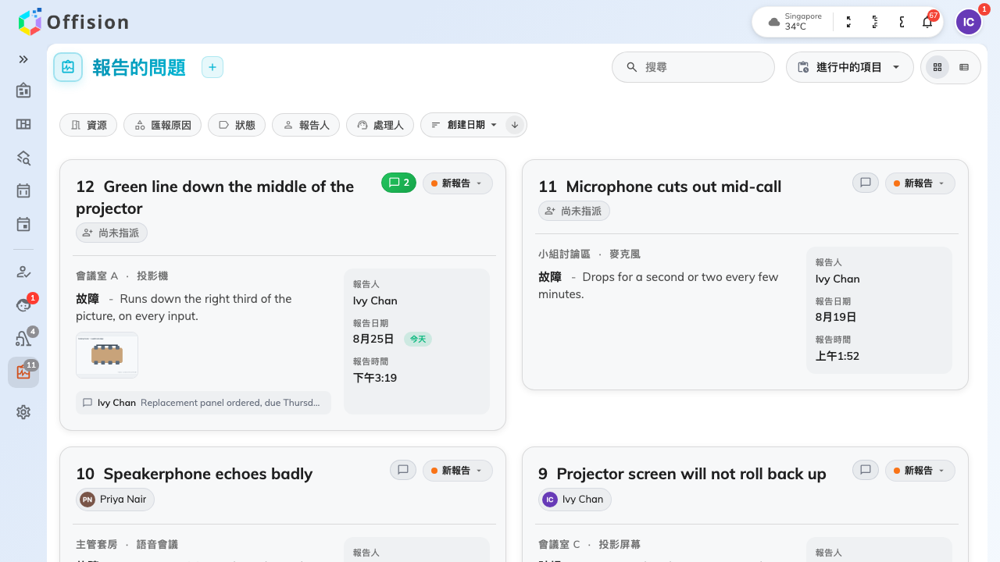 Offision
Singapore
34°C
67
IC
1
報告的問題
搜尋
進行中的項目
資源
匯報原因
狀態
報告人
處理人
創建日期
1
4
11
12 Green line down the middle of the projector
2
新報告
尚未指派
會議室 A · 投影機
故障 - Runs down the right third of the
picture, on every input.
報告人
Ivy Chan
報告日期
8月25日 今天
報告時間
下午3:19
Ivy Chan Replacement panel ordered, due Thursd...
11 Microphone cuts out mid-call
新報告
尚未指派
小組討論區 · 麥克風
故障 - Drops for a second or two every few
minutes.
報告人
Ivy Chan
報告日期
8月19日
報告時間
上午1:52
10 Speakerphone echoes badly
新報告
PN Priya Nair
主管套房 · 語音會議
報告人
9 Projector screen will not roll back up
新報告
IC Ivy Chan
會議室 C · 投影屏幕
報告人